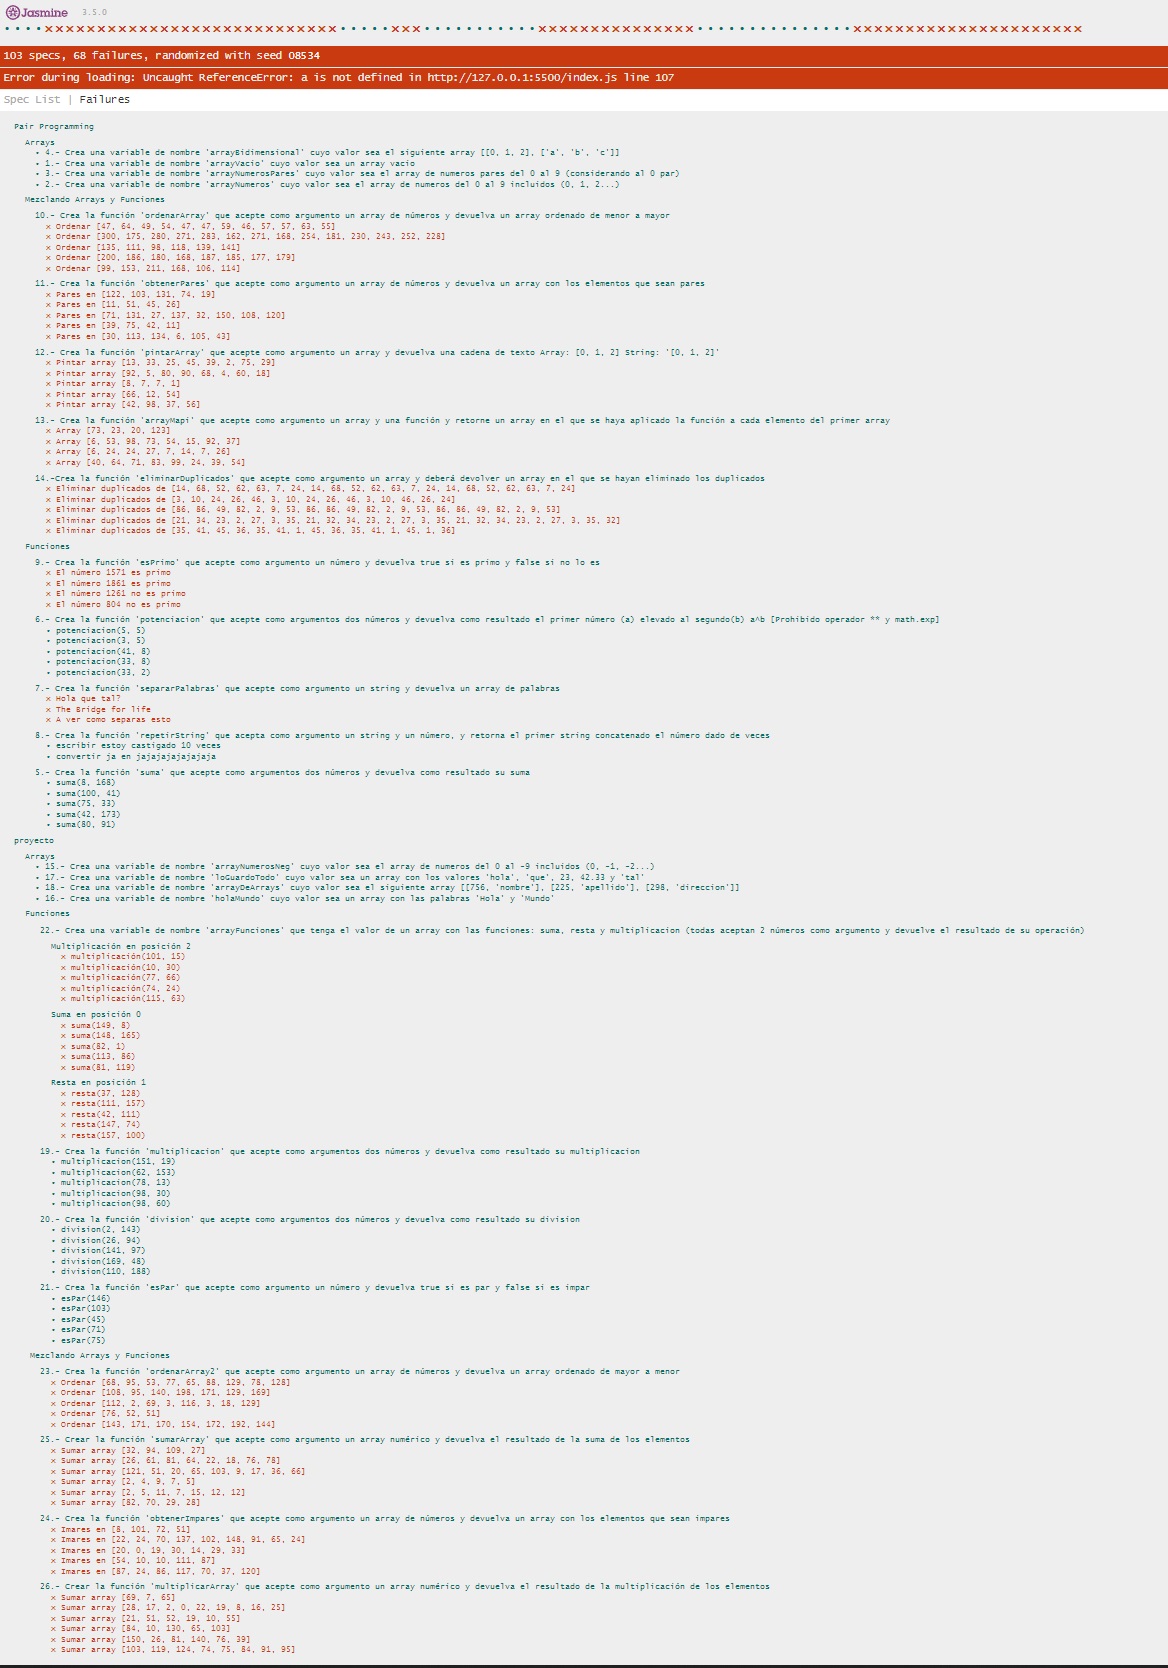 Jasmine 3.5.0
••••××××××××××××××××××××××××××××•••••×××•••••••••••×××××××××××××××•••••••••••••••××××××××××××××××××××××
103 specs, 68 failures, randomized with seed 08534
Error during loading: Uncaught ReferenceError: a is not defined in http://127.0.0.1:5500/index.js line 107
Spec List | Failures
Pair Programming
Arrays
• 4.- Crea una variable de nombre 'arrayBidimensional' cuyo valor sea el siguiente array [[0, 1, 2], ['a', 'b', 'c']]
• 1.- Crea una variable de nombre 'arrayVacio' cuyo valor sea un array vacio
• 3.- Crea una variable de nombre 'arrayNumerosPares' cuyo valor sea el array de numeros pares del 0 al 9 (considerando al 0 par)
• 2.- Crea una variable de nombre 'arrayNumeros' cuyo valor sea el array de numeros del 0 al 9 incluidos (0, 1, 2...)
Mezclando Arrays y Funciones
10.- Crea la función 'ordenarArray' que acepte como argumento un array de números y devuelva un array ordenado de menor a mayor
× Ordenar [47, 64, 49, 54, 47, 47, 59, 46, 57, 57, 63, 55]
× Ordenar [300, 175, 280, 271, 283, 162, 271, 168, 254, 181, 230, 243, 252, 228]
× Ordenar [135, 111, 98, 118, 139, 141]
× Ordenar [200, 186, 180, 168, 187, 185, 177, 179]
× Ordenar [99, 153, 211, 168, 106, 114]
11.- Crea la función 'obtenerPares' que acepte como argumento un array de números y devuelva un array con los elementos que sean pares
× Pares en [122, 103, 131, 74, 19]
× Pares en [11, 51, 45, 26]
× Pares en [71, 131, 27, 137, 32, 150, 108, 120]
× Pares en [39, 75, 42, 11]
× Pares en [30, 113, 134, 6, 105, 43]
12.- Crea la función 'pintarArray' que acepte como argumento un array y devuelva una cadena de texto Array: [0, 1, 2] String: '[0, 1, 2]'
× Pintar array [13, 33, 25, 45, 39, 2, 75, 29]
× Pintar array [92, 5, 80, 90, 68, 4, 60, 18]
× Pintar array [8, 7, 7, 1]
× Pintar array [66, 12, 54]
× Pintar array [42, 98, 37, 56]
13.- Crea la función 'arrayMapi' que acepte como argumento un array y una función y retorne un array en el que se haya aplicado la función a cada elemento del primer array
× Array [73, 23, 20, 123]
× Array [6, 53, 98, 73, 54, 15, 92, 37]
× Array [6, 24, 24, 27, 7, 14, 7, 26]
× Array [40, 64, 71, 83, 99, 24, 39, 54]
14.-Crea la función 'eliminarDuplicados' que acepte como argumento un array y deberá devolver un array en el que se hayan eliminado los duplicados
× Eliminar duplicados de [14, 68, 52, 62, 63, 7, 24, 14, 68, 52, 62, 63, 7, 24, 14, 68, 52, 62, 63, 7, 24]
× Eliminar duplicados de [3, 10, 24, 26, 46, 3, 10, 24, 26, 46, 3, 10, 46, 26, 24]
× Eliminar duplicados de [86, 86, 49, 82, 2, 9, 53, 86, 86, 49, 82, 2, 9, 53, 86, 86, 49, 82, 2, 9, 53]
× Eliminar duplicados de [21, 34, 23, 2, 27, 3, 35, 21, 32, 34, 23, 2, 27, 3, 35, 21, 32, 34, 23, 2, 27, 3, 35, 32]
× Eliminar duplicados de [35, 41, 45, 36, 35, 41, 1, 45, 36, 35, 41, 1, 45, 1, 36]
Funciones
9.- Crea la función 'esPrimo' que acepte como argumento un número y devuelva true si es primo y false si no lo es
× El número 1571 es primo
× El número 1861 es primo
× El número 1261 no es primo
× El número 804 no es primo
6.- Crea la función 'potenciacion' que acepte como argumentos dos números y devuelva como resultado el primer número (a) elevado al segundo(b) a^b [Prohibido operador ** y math.exp]
• potenciacion(5, 5)
• potenciacion(3, 5)
• potenciacion(41, 8)
• potenciacion(33, 8)
• potenciacion(33, 2)
7.- Crea la función 'separarPalabras' que acepte como argumento un string y devuelva un array de palabras
× Hola que tal?
× The Bridge for life
× A ver como separas esto
8.- Crea la función 'repetirString' que acepta como argumento un string y un número, y retorna el primer string concatenado el número dado de veces
• escribir estoy castigado 10 veces
• convertir ja en jajajajajajajaja
5.- Crea la función 'suma' que acepte como argumentos dos números y devuelva como resultado su suma
• suma(8, 168)
• suma(100, 41)
• suma(75, 33)
• suma(42, 173)
• suma(80, 91)
proyecto
Arrays
• 15.- Crea una variable de nombre 'arrayNumerosNeg' cuyo valor sea el array de numeros del 0 al -9 incluidos (0, -1, -2...)
• 17.- Crea una variable de nombre 'loGuardoTodo' cuyo valor sea un array con los valores 'hola', 'que', 23, 42.33 y 'tal'
• 18.- Crea una variable de nombre 'arrayDeArrays' cuyo valor sea el siguiente array [[756, 'nombre'], [225, 'apellido'], [298, 'direccion']]
• 16.- Crea una variable de nombre 'holaMundo' cuyo valor sea un array con las palabras 'Hola' y 'Mundo'
Funciones
22.- Crea una variable de nombre 'arrayFunciones' que tenga el valor de un array con las funciones: suma, resta y multiplicacion (todas aceptan 2 números como argumento y devuelve el resultado de su operación)
Multiplicación en posición 2
× multiplicación(101, 15)
× multiplicación(10, 30)
× multiplicación(77, 66)
× multiplicación(74, 24)
× multiplicación(115, 63)
Suma en posición 0
× suma(149, 8)
× suma(148, 165)
× suma(82, 1)
× suma(113, 86)
× suma(81, 119)
Resta en posición 1
× resta(37, 128)
× resta(111, 157)
× resta(42, 111)
× resta(147, 74)
× resta(157, 100)
19.- Crea la función 'multiplicacion' que acepte como argumentos dos números y devuelva como resultado su multiplicacion
• multiplicacion(151, 19)
• multiplicacion(62, 153)
• multiplicacion(78, 13)
• multiplicacion(98, 30)
• multiplicacion(98, 60)
20.- Crea la función 'division' que acepte como argumentos dos números y devuelva como resultado su division
• division(2, 143)
• division(26, 94)
• division(141, 97)
• division(169, 48)
• division(110, 188)
21.- Crea la función 'esPar' que acepte como argumento un número y devuelva true si es par y false si es impar
• esPar(146)
• esPar(103)
• esPar(45)
• esPar(71)
• esPar(75)
Mezclando Arrays y Funciones
23.- Crea la función 'ordenarArray2' que acepte como argumento un array de números y devuelva un array ordenado de mayor a menor
× Ordenar [68, 95, 53, 77, 65, 88, 129, 78, 128]
× Ordenar [108, 95, 140, 198, 171, 129, 169]
× Ordenar [112, 2, 69, 3, 116, 3, 18, 129]
× Ordenar [76, 52, 51]
× Ordenar [143, 171, 170, 154, 172, 192, 144]
25.- Crear la función 'sumarArray' que acepte como argumento un array numérico y devuelva el resultado de la suma de los elementos
× Sumar array [32, 94, 109, 27]
× Sumar array [26, 61, 81, 64, 22, 18, 76, 78]
× Sumar array [121, 51, 20, 65, 103, 9, 17, 36, 66]
× Sumar array [2, 4, 9, 7, 5]
× Sumar array [2, 5, 11, 7, 15, 12, 12]
× Sumar array [82, 70, 29, 28]
24.- Crea la función 'obtenerImpares' que acepte como argumento un array de números y devuelva un array con los elementos que sean impares
× Imares en [8, 101, 72, 51]
× Imares en [22, 24, 70, 137, 102, 148, 91, 65, 24]
× Imares en [20, 0, 19, 30, 14, 29, 33]
× Imares en [54, 10, 10, 111, 87]
× Imares en [87, 24, 86, 117, 70, 37, 120]
26.- Crear la función 'multiplicarArray' que acepte como argumento un array numérico y devuelva el resultado de la multiplicación de los elementos
× Sumar array [69, 7, 65]
× Sumar array [28, 17, 2, 0, 22, 19, 8, 16, 25]
× Sumar array [21, 51, 52, 19, 10, 55]
× Sumar array [84, 10, 130, 65, 103]
× Sumar array [150, 26, 81, 140, 76, 39]
× Sumar array [103, 119, 124, 74, 75, 84, 91, 95]